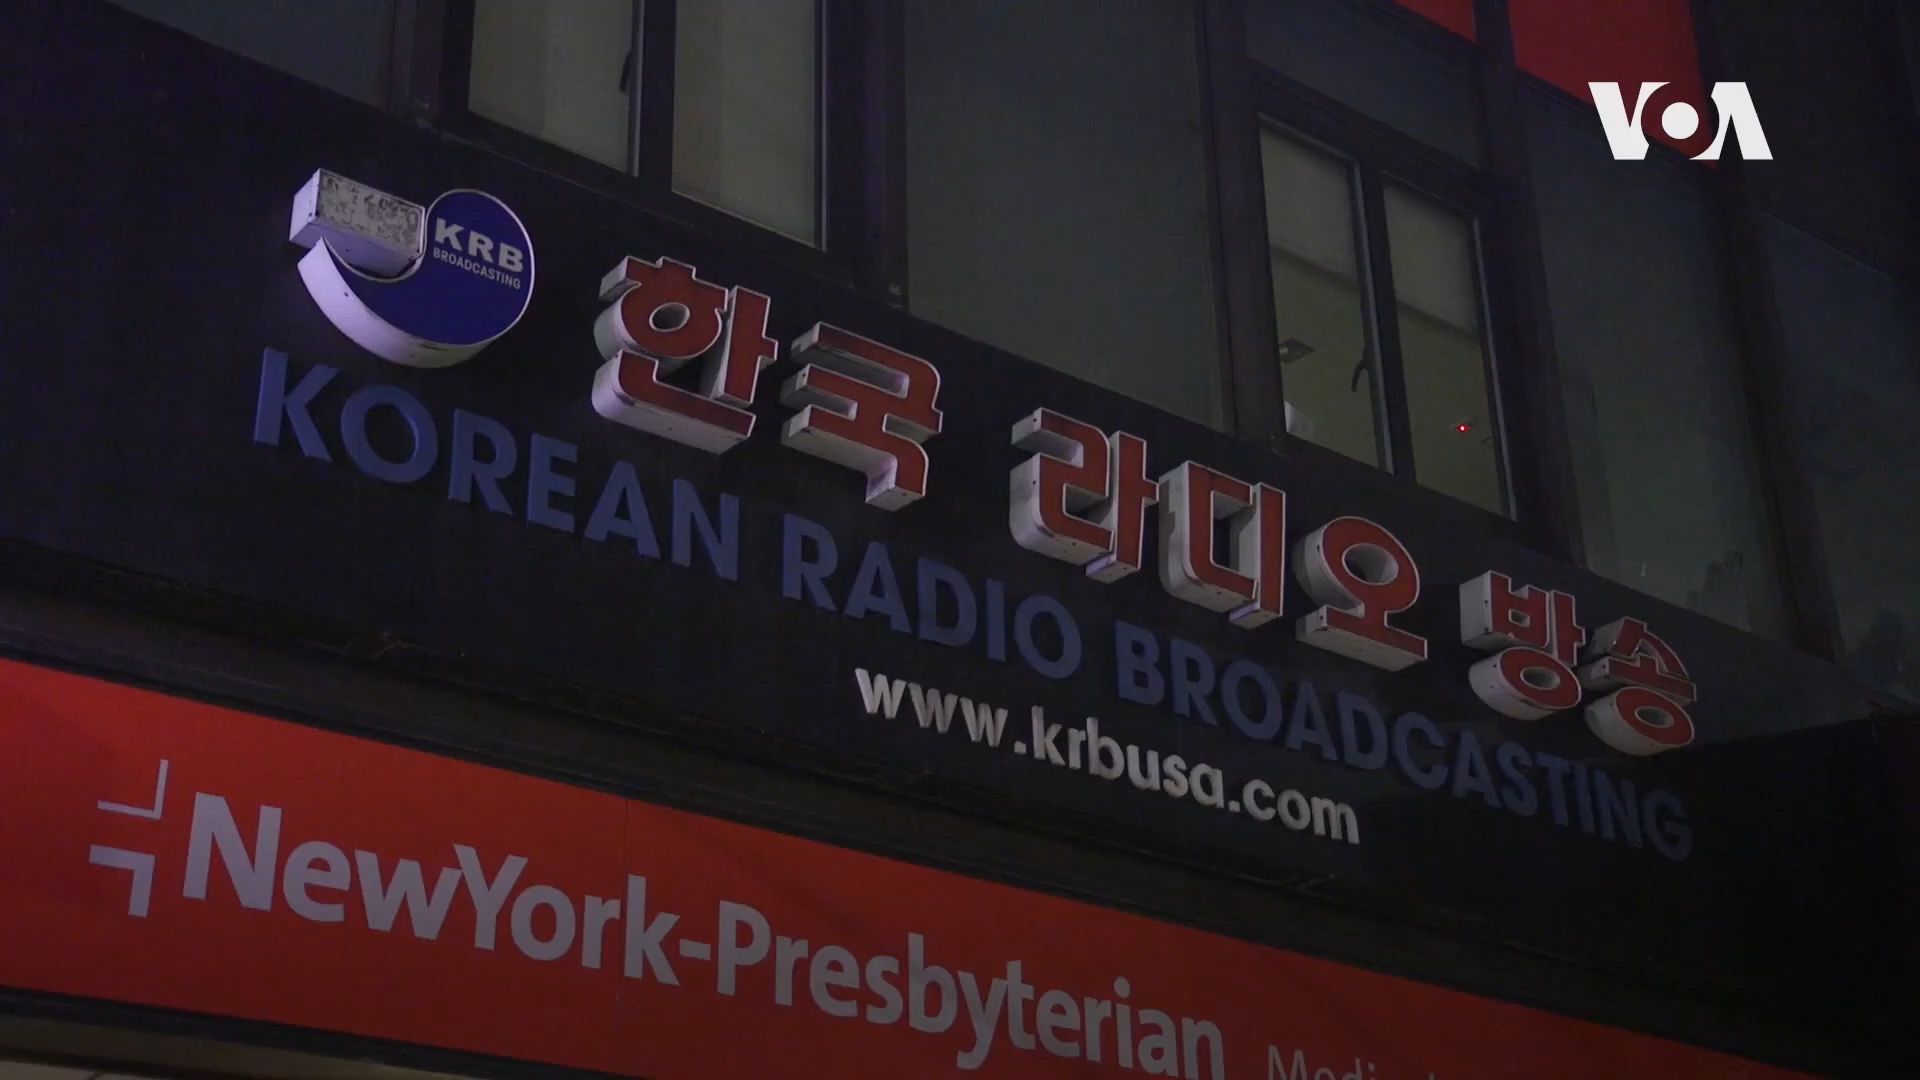 VOA
KRB
BROADCASTING
한국 라디오 방송
KOREAN RADIO BROADCASTING
www.krbusa.com
NewYork-Presbyterian